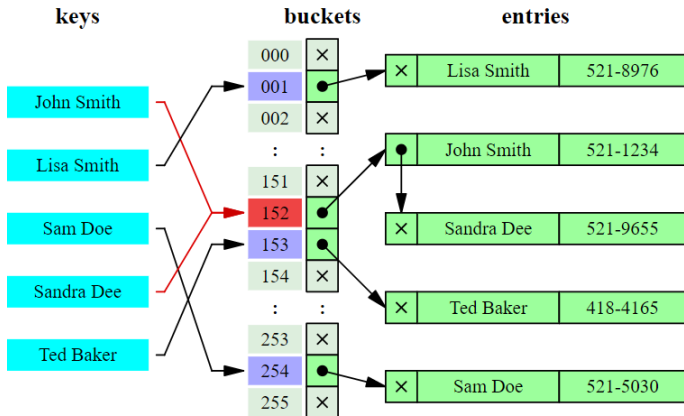 keys
buckets
entries
John Smith
Lisa Smith
Sam Doe
Sandra Dee
Ted Baker
000 ×
001
002 ×
: :
151 ×
152
153
154 ×
: :
253 ×
254
255 ×
× Lisa Smith 521-8976
John Smith 521-1234
× Sandra Dee 521-9655
× Ted Baker 418-4165
× Sam Doe 521-5030